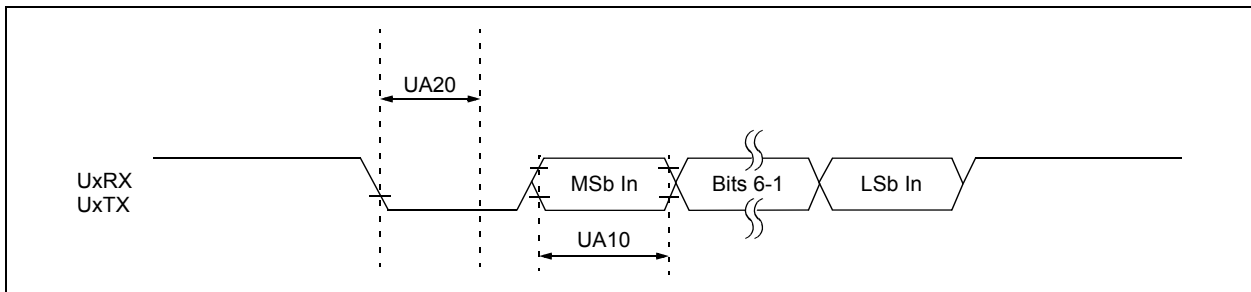 UA20
UxRX
UxTX
MSb In
Bits 6-1
LSb In
UA10